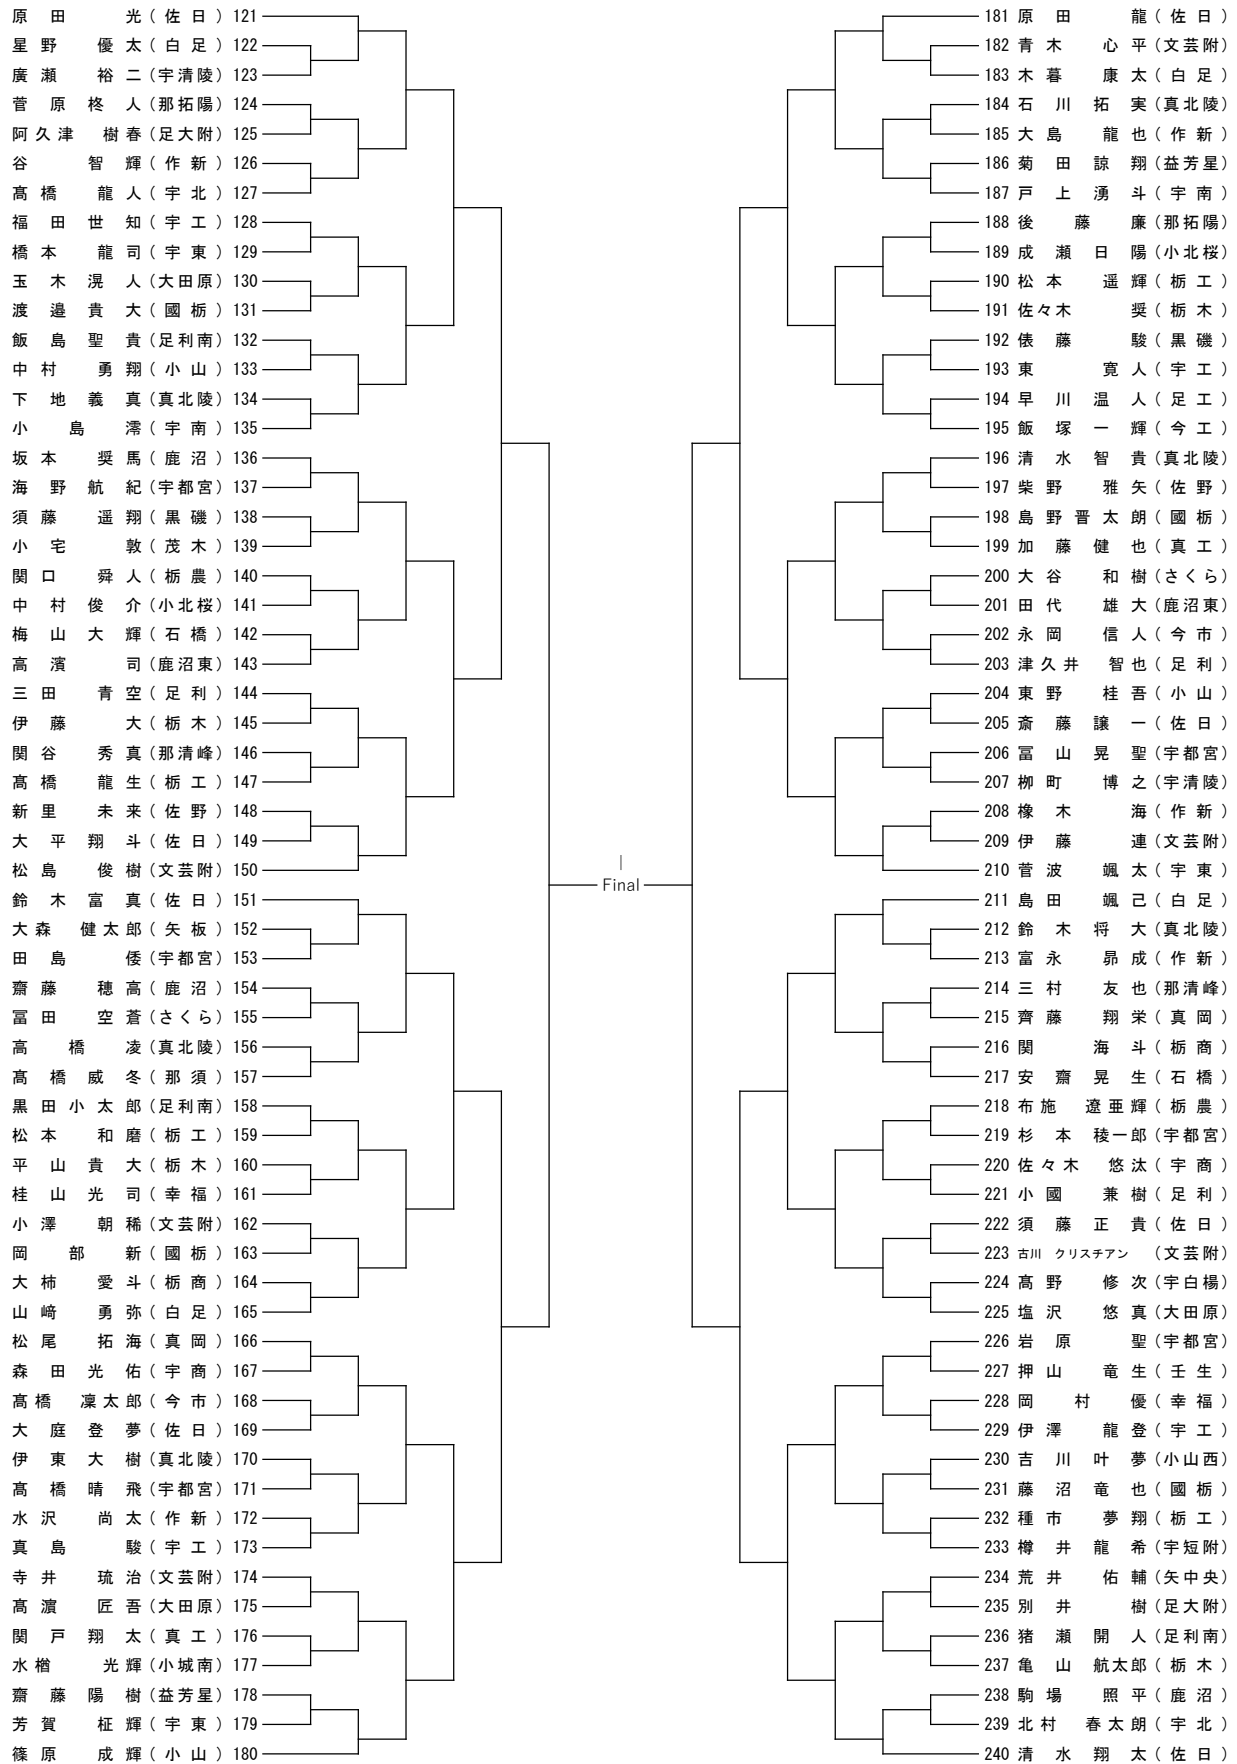 原田 光(佐日) 121
星野 優太(白足) 122
廣瀬 裕二(宇清陵) 123
菅原 柊人(那拓陽) 124
阿久津 樹春(足大附) 125
谷 智輝(作新) 126
髙橋 龍人(宇北) 127
福田 世知(宇工) 128
橋本 龍司(宇東) 129
玉木 滉人(大田原) 130
渡邉 貴大(國栃) 131
飯島 聖貴(足利南) 132
中村 勇翔(小山) 133
下地 義真(真北陵) 134
小島 澪(宇南) 135
坂本 奨馬(鹿沼) 136
海野 航紀(宇都宮) 137
須藤 遥翔(黒磯) 138
小宅 敦(茂木) 139
関口 舜人(栃農) 140
中村 俊介(小北桜) 141
梅山 大輝(石橋) 142
高濱 司(鹿沼東) 143
三田 青空(足利) 144
伊藤 大(栃木) 145
関谷 秀真(那清峰) 146
髙橋 龍生(栃工) 147
新里 未来(佐野) 148
大平 翔斗(佐日) 149
松島 俊樹(文芸附) 150
鈴木 富真(佐日) 151
大森 健太郎(矢板) 152
田島 倭(宇都宮) 153
齋藤 穂高(鹿沼) 154
冨田 空蒼(さくら) 155
高橋 凌(真北陵) 156
髙橋 威冬(那須) 157
黒田 小太郎(足利南) 158
松本 和磨(栃工) 159
平山 貴大(栃木) 160
桂山 光司(幸福) 161
小澤 朝稀(文芸附) 162
岡部 新(國栃) 163
大柿 愛斗(栃商) 164
山﨑 勇弥(白足) 165
松尾 拓海(真岡) 166
森田 光佑(宇商) 167
髙橋 凜太郎(今市) 168
大庭 登夢(佐日) 169
伊東 大樹(真北陵) 170
髙橋 晴飛(宇都宮) 171
水沢 尚太(作新) 172
真島 駿(宇工) 173
寺井 琉治(文芸附) 174
髙濵 匠吾(大田原) 175
関戸 翔太(真工) 176
水楢 光輝(小城南) 177
齋藤 陽樹(益芳星) 178
芳賀 柾輝(宇東) 179
篠原 成輝(小山) 180
Final
181 原田 龍(佐日)
182 青木 心平(文芸附)
183 木暮 康太(白足)
184 石川 拓実(真北陵)
185 大島 龍也(作新)
186 菊田 諒翔(益芳星)
187 戸上 湧斗(宇南)
188 後藤 廉(那拓陽)
189 成瀬 日陽(小北桜)
190 松本 遥輝(栃工)
191 佐々木 奨(栃木)
192 俵藤 駿(黒磯)
193 東 寛人(宇工)
194 早川 温人(足工)
195 飯塚 一輝(今工)
196 清水 智貴(真北陵)
197 柴野 雅矢(佐野)
198 島野 晋太朗(國栃)
199 加藤 健也(真工)
200 大谷 和樹(さくら)
201 田代 雄大(鹿沼東)
202 永岡 信人(今市)
203 津久井 智也(足利)
204 東野 桂吾(小山)
205 斎藤 譲一(佐日)
206 冨山 晃聖(宇都宮)
207 栁町 博之(宇清陵)
208 橡木 海(作新)
209 伊藤 連(文芸附)
210 菅波 颯太(宇東)
211 島田 颯己(白足)
212 鈴木 将大(真北陵)
213 富永 昴成(作新)
214 三村 友也(那清峰)
215 齊藤 翔栄(真岡)
216 関 海斗(栃商)
217 安齋 晃生(石橋)
218 布施 遼亜輝(栃農)
219 杉本 稜一郎(宇都宮)
220 佐々木 悠汰(宇商)
221 小國 兼樹(足利)
222 須藤 正貴(佐日)
223 古川 クリスチアン (文芸附)
224 髙野 修次(宇白楊)
225 塩沢 悠真(大田原)
226 岩原 聖(宇都宮)
227 押山 竜生(壬生)
228 岡村 優(幸福)
229 伊澤 龍登(宇工)
230 吉川 叶夢(小山西)
231 藤沼 竜也(國栃)
232 種市 夢翔(栃工)
233 樽井 龍希(宇短附)
234 荒井 佑輔(矢中央)
235 別井 樹(足大附)
236 猪瀬 開人(足利南)
237 亀山 航太郎(栃木)
238 駒場 照平(鹿沼)
239 北村 春太朗(宇北)
240 清水 翔太(佐日)